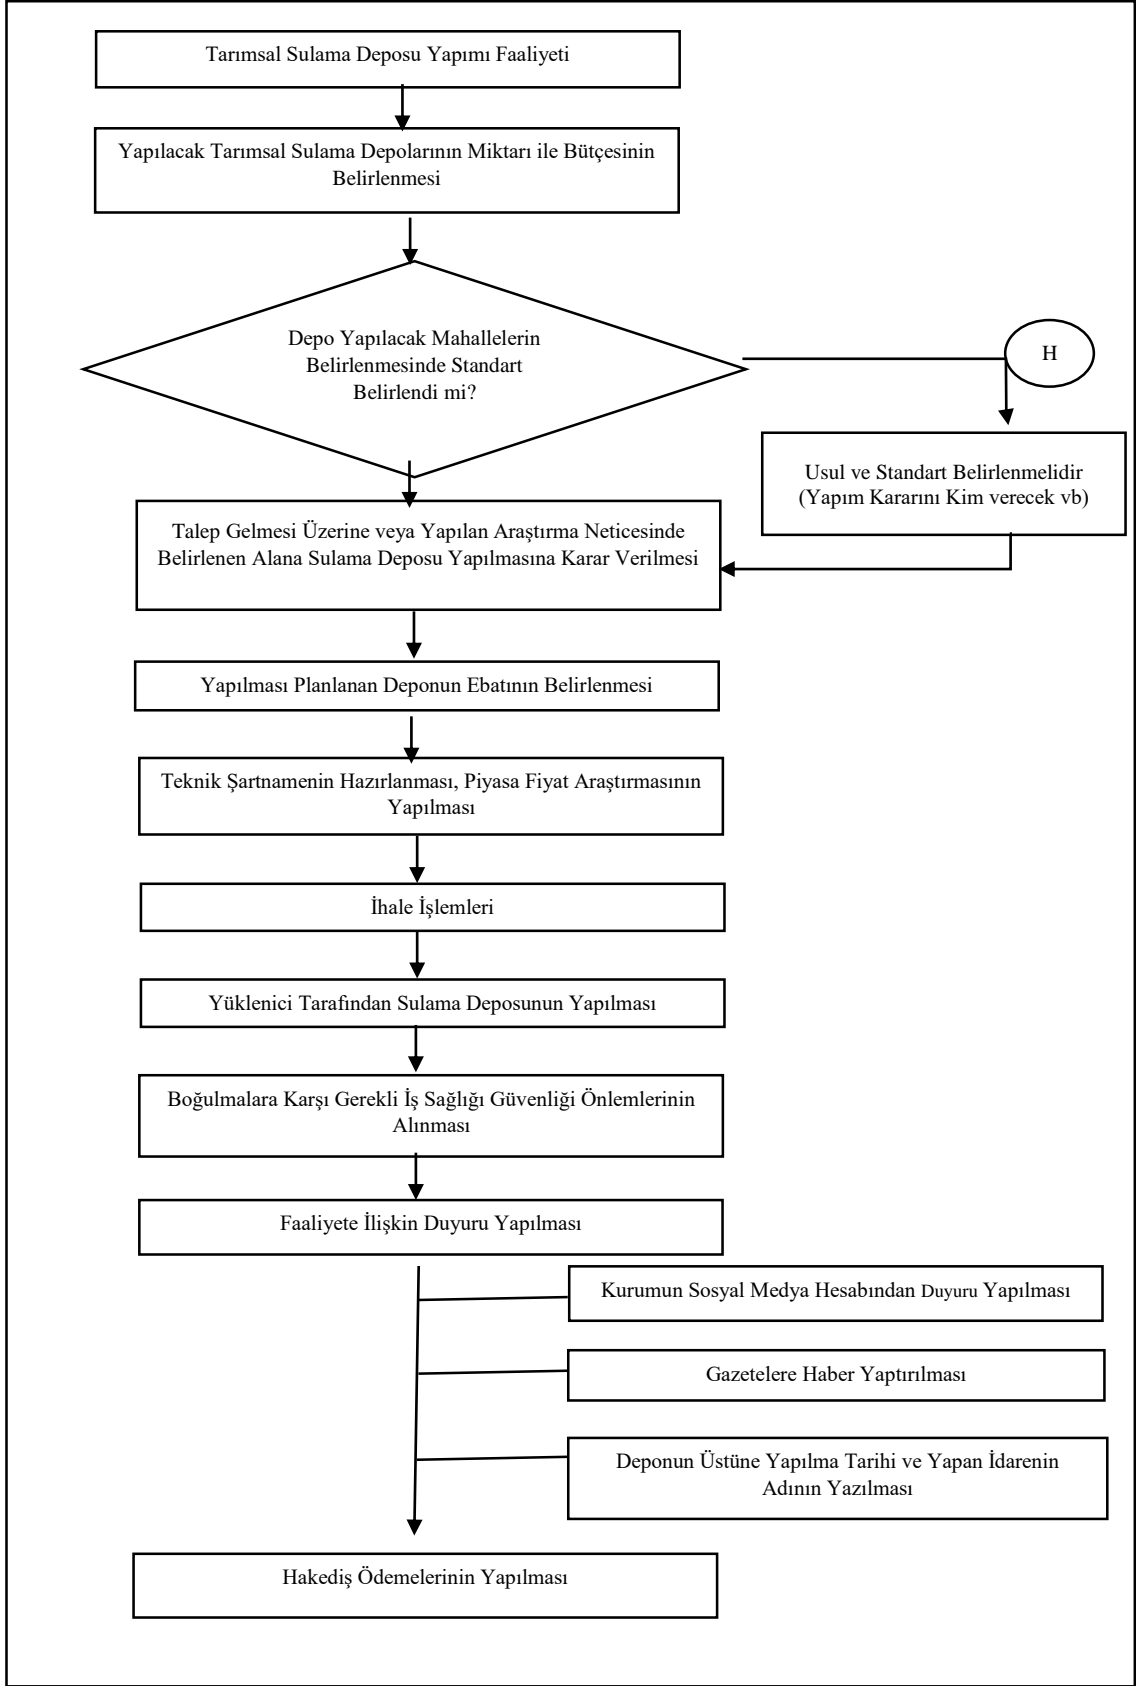 Tarımsal Sulama Deposu Yapımı Faaliyeti
Yapılacak Tarımsal Sulama Depolarının Miktarı ile Bütçesinin
Belirlenmesi
Depo Yapılacak Mahallelerin
Belirlenmesinde Standart
Belirlendi mi?
H
Usul ve Standart Belirlenmelidir
(Yapım Kararını Kim verecek vb)
Talep Gelmesi Üzerine veya Yapılan Araştırma Neticesinde
Belirlenen Alana Sulama Deposu Yapılmasına Karar Verilmesi
Yapılması Planlanan Deponun Ebatının Belirlenmesi
Teknik Şartnamenin Hazırlanması, Piyasa Fiyat Araştırmasının
Yapılması
İhale İşlemleri
Yüklenici Tarafından Sulama Deposunun Yapılması
Boğulmalara Karşı Gerekli İş Sağlığı Güvenliği Önlemlerinin
Alınması
Faaliyete İlişkin Duyuru Yapılması
Kurumun Sosyal Medya Hesabından Duyuru Yapılması
Gazetelere Haber Yaptırılması
Deponun Üstüne Yapılma Tarihi ve Yapan İdarenin
Adının Yazılması
Hakediş Ödemelerinin Yapılması